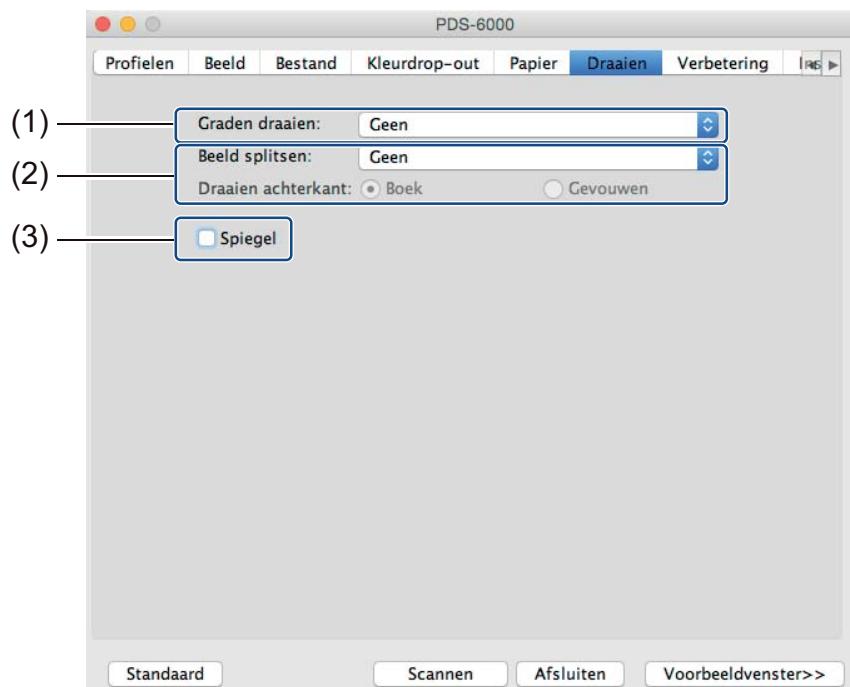 PDS-6000
Profielen Beeld Bestand Kleurdrop-out Papier Draaien Verbetering
(1) Graden draaien: Geen
(2) Beeld splitsen: Geen
Draaien achterkant: Boek Gevouwen
(3) Spiegel
Standaard Scannen Afsluiten Voorbeeldvenster>>